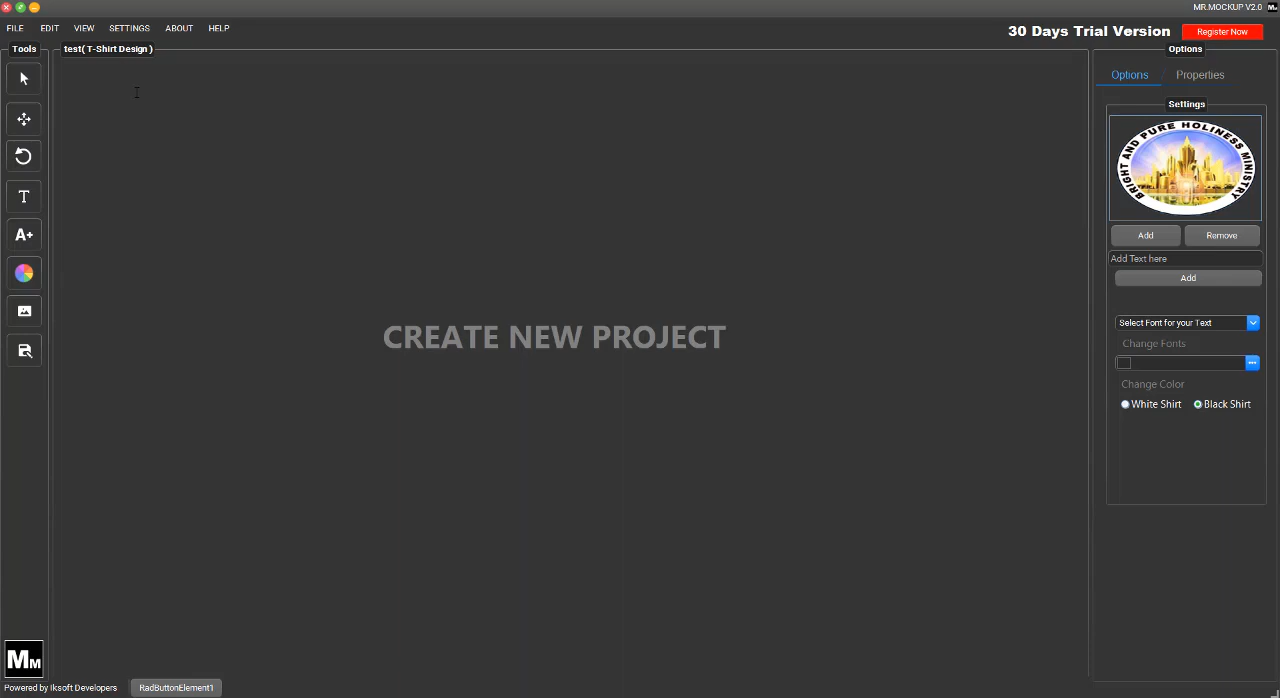 MR.MOCKUP V2.0
FILE EDIT VIEW SETTINGS ABOUT HELP
30 Days Trial Version
Register Now
Tools
test( T-Shirt Design )
Options
Options Properties
Settings
BRIGHT AND PURE HOLINESS MINISTRY
Add Remove
Add Text here
Add
T
A+
CREATE NEW PROJECT
Select Font for your Text
Change Fonts
Change Color
White Shirt Black Shirt
MM
Powered by Iksoft Developers
RadButtonElement1